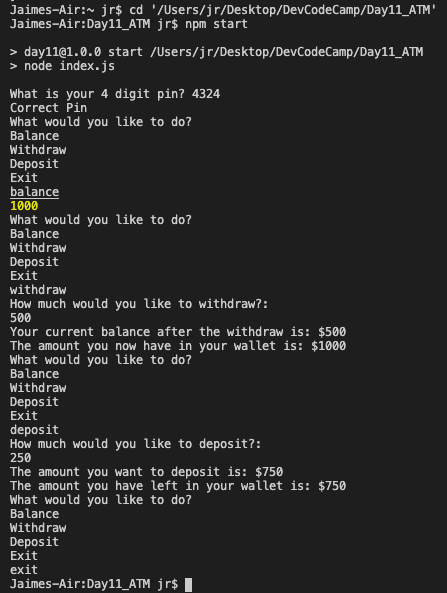 Jaimes-Air:~ jr$ cd '/Users/jr/Desktop/DevCodeCamp/Day11_ATM'
Jaimes-Air:Day11_ATM jr$ npm start
> day11@1.0.0 start /Users/jr/Desktop/DevCodeCamp/Day11_ATM
> node index.js
What is your 4 digit pin? 4324
Correct Pin
What would you like to do?
Balance
Withdraw
Deposit
Exit
balance
1000
What would you like to do?
Balance
Withdraw
Deposit
Exit
withdraw
How much would you like to withdraw?:
500
Your current balance after the withdraw is: $500
The amount you now have in your wallet is: $1000
What would you like to do?
Balance
Withdraw
Deposit
Exit
deposit
How much would you like to deposit?:
250
The amount you want to deposit is: $750
The amount you have left in your wallet is: $750
What would you like to do?
Balance
Withdraw
Deposit
Exit
exit
Jaimes-Air:Day11_ATM jr$